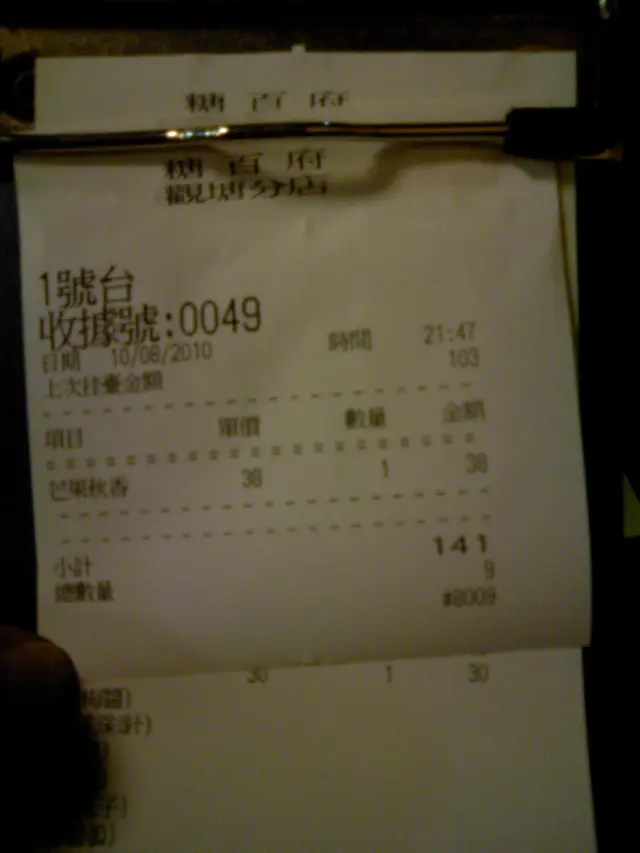 糖百府
糖百府
觀塘分店
1號台
收據號:0049
日期 10/08/2010 時間 21:47
上次挂臺金額 103
項目 單價 數量 金額
芒果秋香 38 1 38
小計 141
總數量 9
#8009
30 1 30